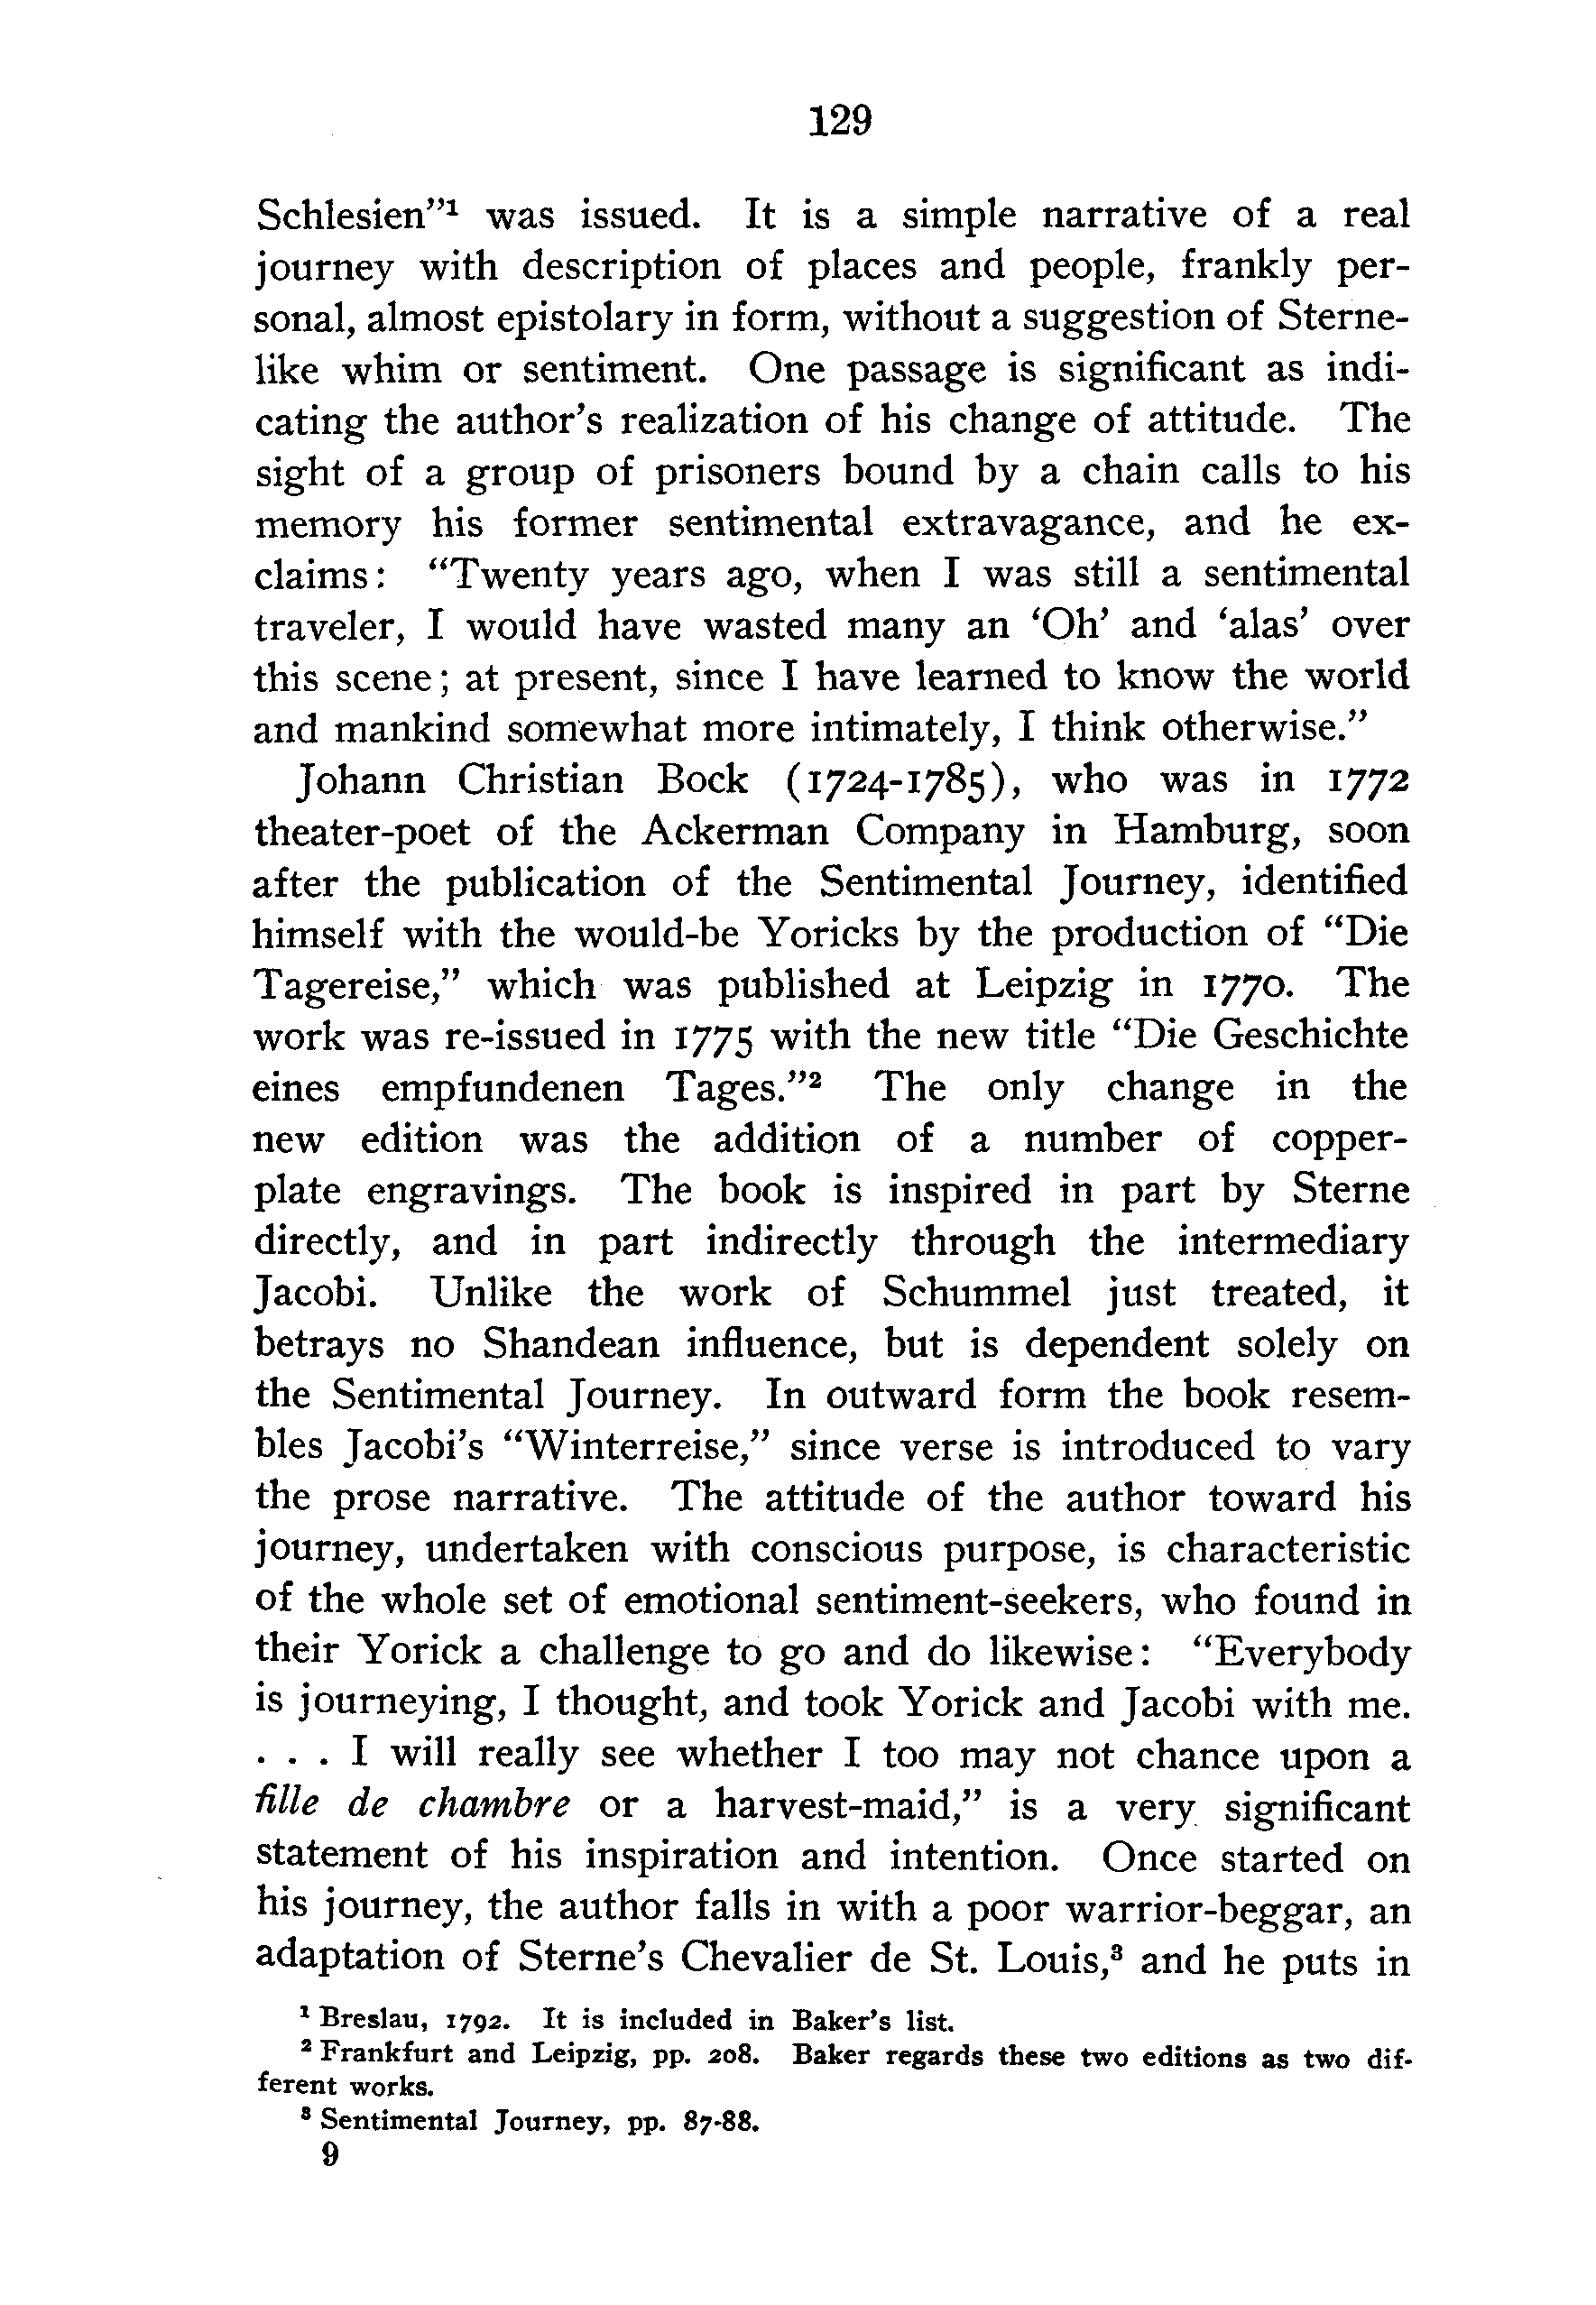 129
Schlesien”¹ was issued. It is a simple narrative of a real
journey with description of places and people, frankly per-
sonal, almost epistolary in form, without a suggestion of Sterne-
like whim or sentiment. One passage is significant as indi-
cating the author’s realization of his change of attitude. The
sight of a group of prisoners bound by a chain calls to his
memory his former sentimental extravagance, and he ex-
claims: “Twenty years ago, when I was still a sentimental
traveler, I would have wasted many an ‘Oh’ and ‘alas’ over
this scene; at present, since I have learned to know the world
and mankind somewhat more intimately, I think otherwise.”
Johann Christian Bock (1724-1785), who was in 1772
theater-poet of the Ackerman Company in Hamburg, soon
after the publication of the Sentimental Journey, identified
himself with the would-be Yoricks by the production of “Die
Tagereise,” which was published at Leipzig in 1770. The
work was re-issued in 1775 with the new title “Die Geschichte
eines empfundenen Tages.”² The only change in the
new edition was the addition of a number of copper-
plate engravings. The book is inspired in part by Sterne
directly, and in part indirectly through the intermediary
Jacobi. Unlike the work of Schummel just treated, it
betrays no Shandean influence, but is dependent solely on
the Sentimental Journey. In outward form the book resem-
bles Jacobi’s “Winterreise,” since verse is introduced to vary
the prose narrative. The attitude of the author toward his
journey, undertaken with conscious purpose, is characteristic
of the whole set of emotional sentiment-seekers, who found in
their Yorick a challenge to go and do likewise: “Everybody
is journeying, I thought, and took Yorick and Jacobi with me.
. . . I will really see whether I too may not chance upon a
fille de chambre or a harvest-maid,” is a very significant
statement of his inspiration and intention. Once started on
his journey, the author falls in with a poor warrior-beggar, an
adaptation of Sterne’s Chevalier de St. Louis,³ and he puts in
¹ Breslau, 1792. It is included in Baker’s list.
² Frankfurt and Leipzig, pp. 208. Baker regards these two editions as two dif-
ferent works.
³ Sentimental Journey, pp. 87-88.
9